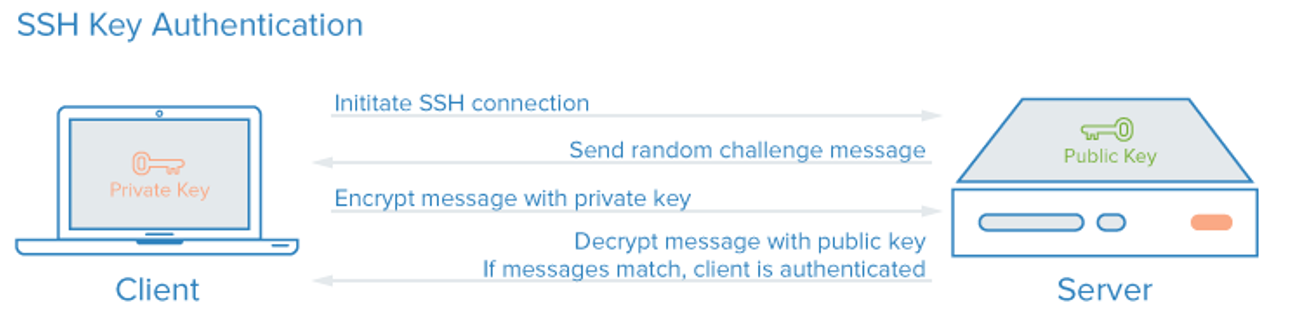 SSH Key Authentication
Inititate SSH connection
Send random challenge message
Public Key
Private Key
Encrypt message with private key
Decrypt message with public key
If messages match, client is authenticated
Client
Server